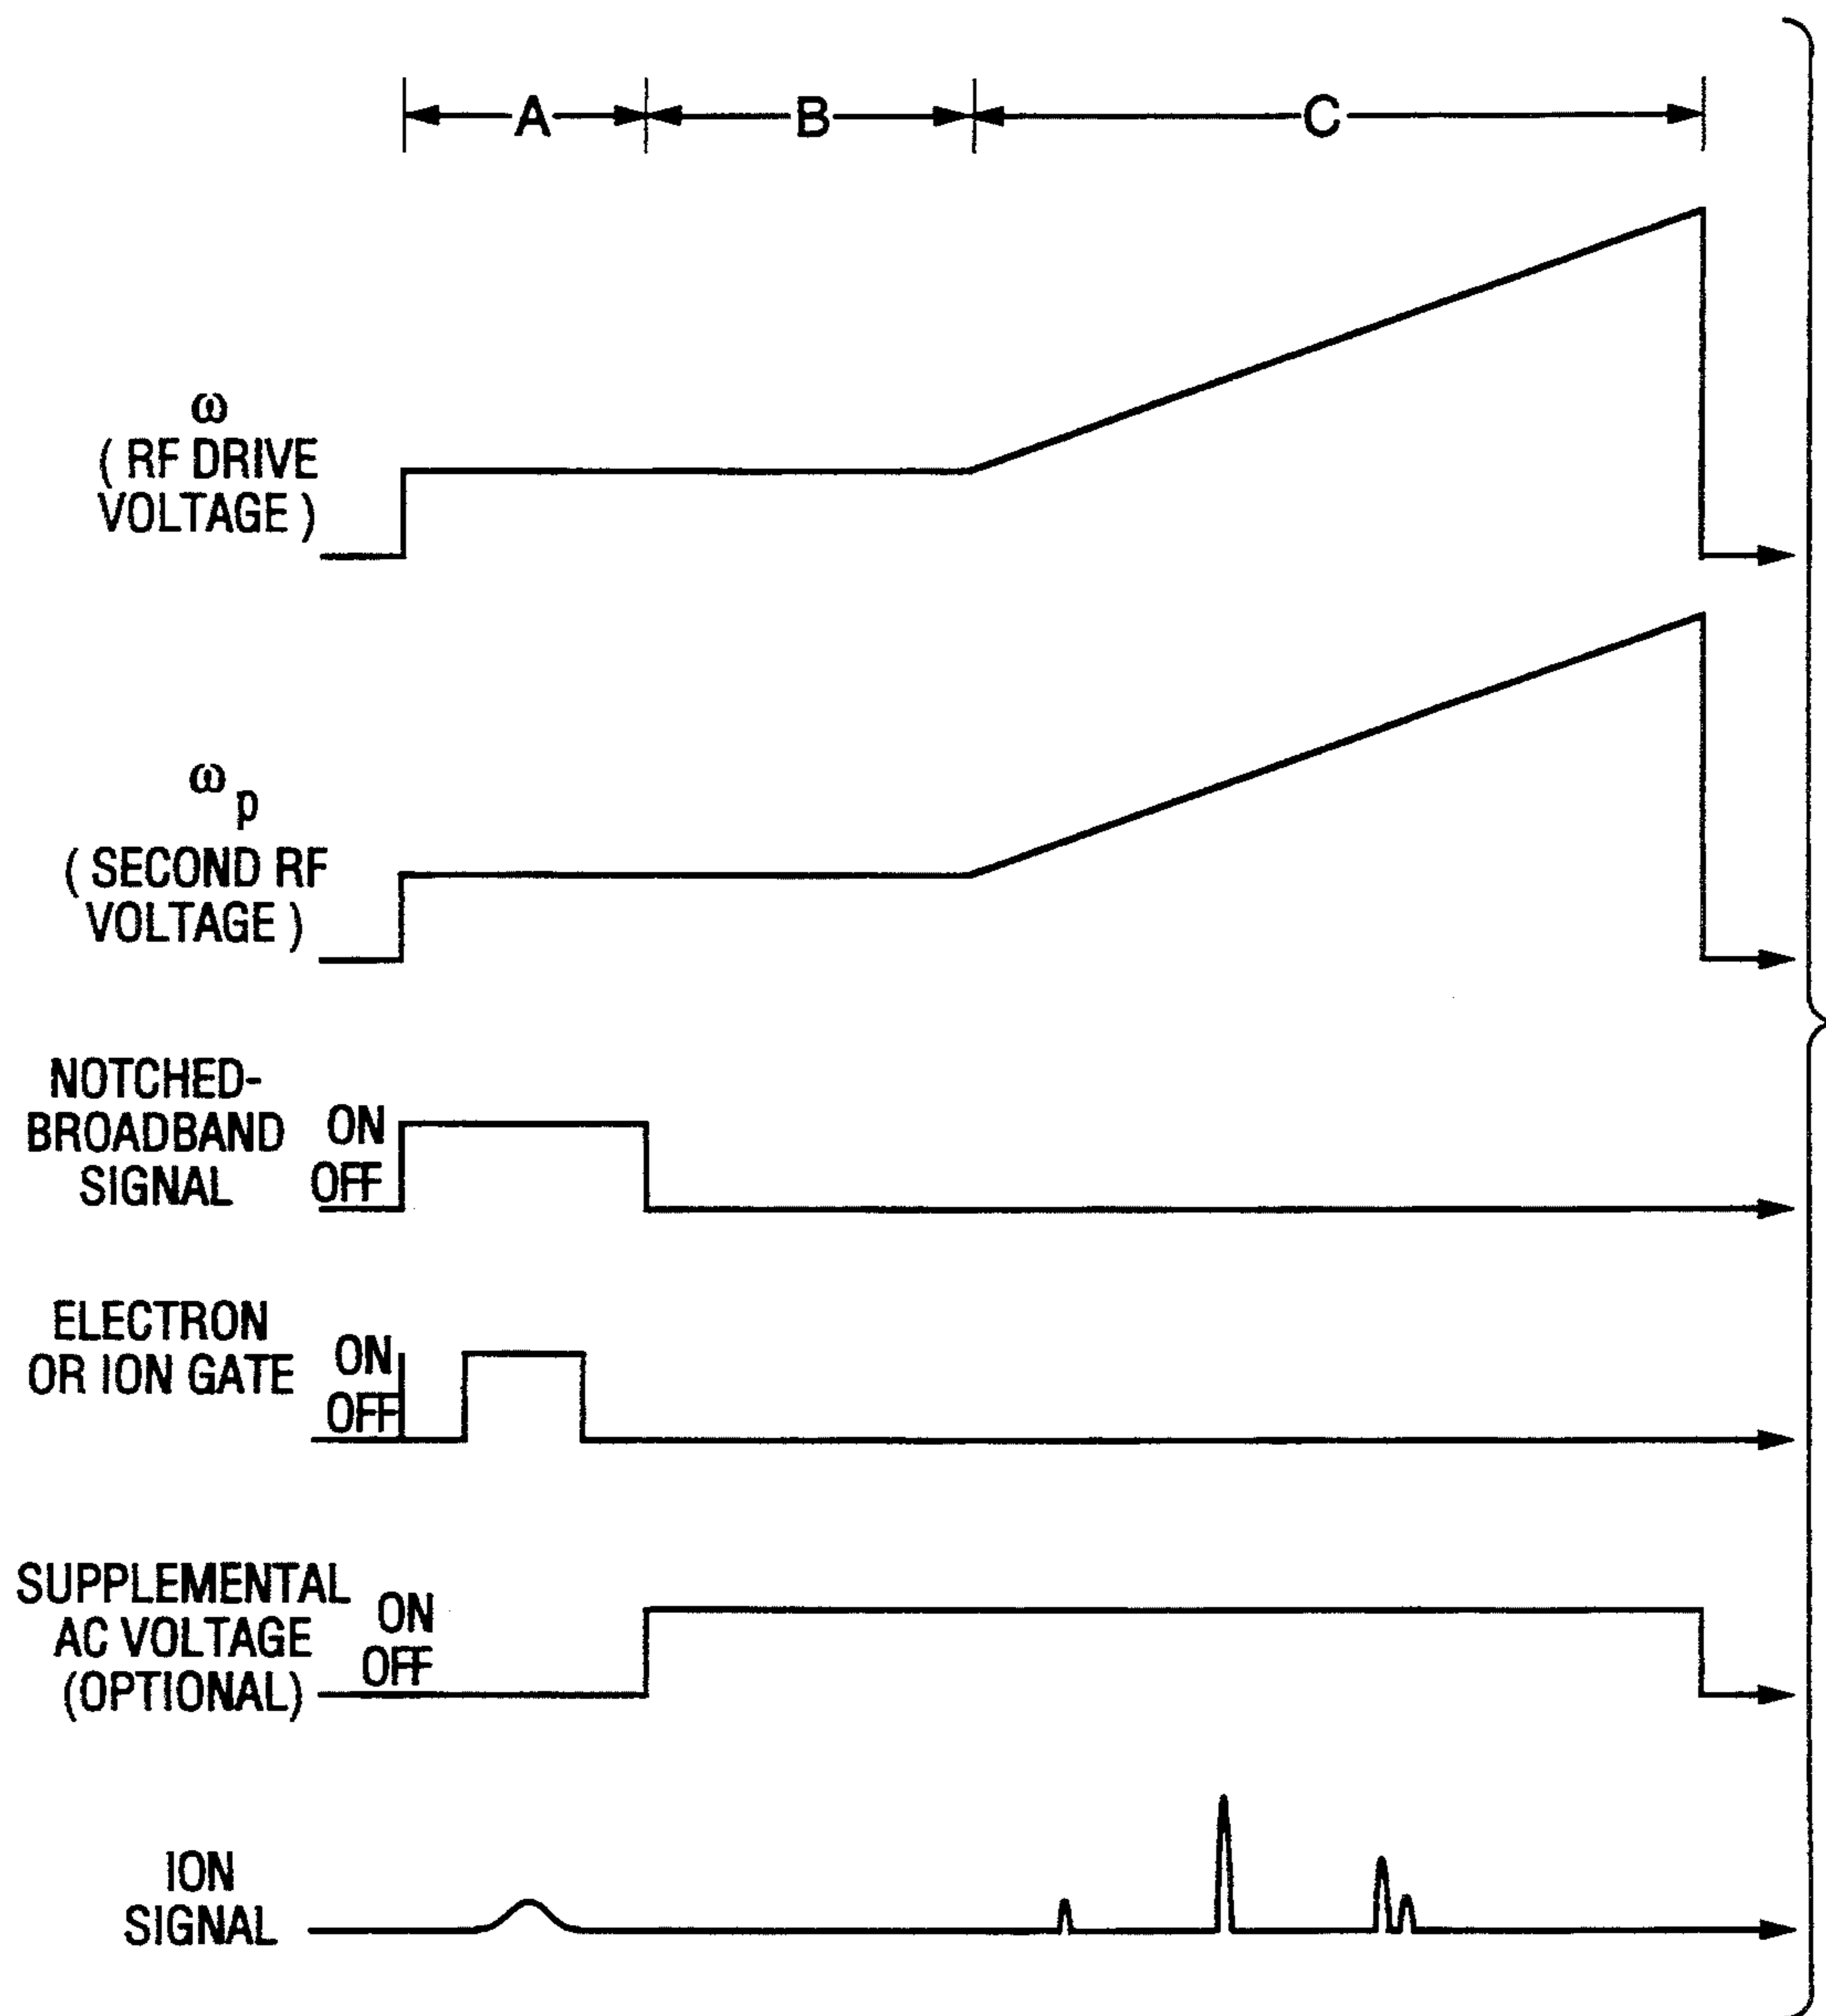 A B C
ω
( RF DRIVE
VOLTAGE )
ω p
( SECOND RF
VOLTAGE )
NOTCHED-
BROADBAND
SIGNAL
ON
OFF
ELECTRON
OR ION GATE
ON
OFF
SUPPLEMENTAL
AC VOLTAGE
(OPTIONAL)
ON
OFF
ION
SIGNAL